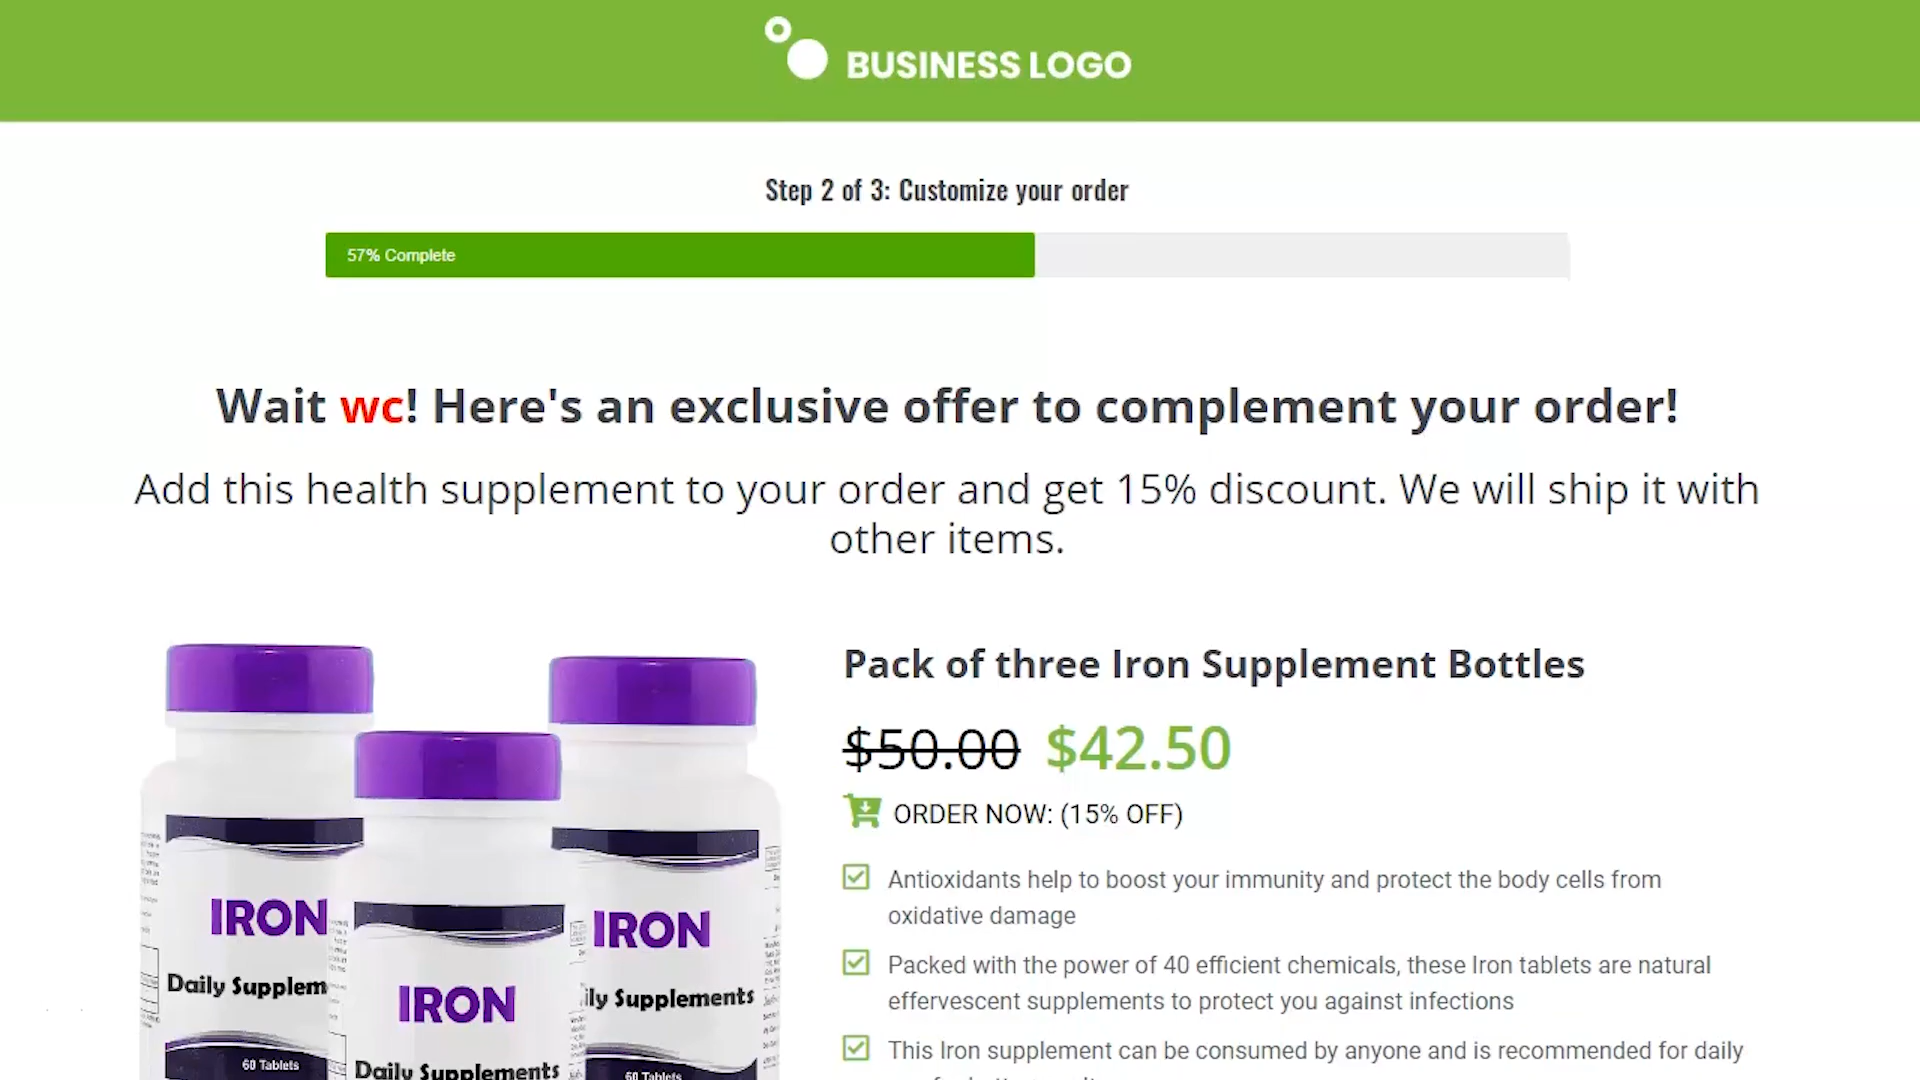 BUSINESS LOGO
Step 2 of 3: Customize your order
57% Complete
Wait wc! Here's an exclusive offer to complement your order!
Add this health supplement to your order and get 15% discount. We will ship it with
other items.
Pack of three Iron Supplement Bottles
$50.00 $42.50
ORDER NOW: (15% OFF)
Antioxidants help to boost your immunity and protect the body cells from
oxidative damage
Packed with the power of 40 efficient chemicals, these Iron tablets are natural
effervescent supplements to protect you against infections
This Iron supplement can be consumed by anyone and is recommended for daily
IRON
Daily Supplem
60 Tablets
IRON
Daily Supplements
IRON
ily Supplements
60 Tablets